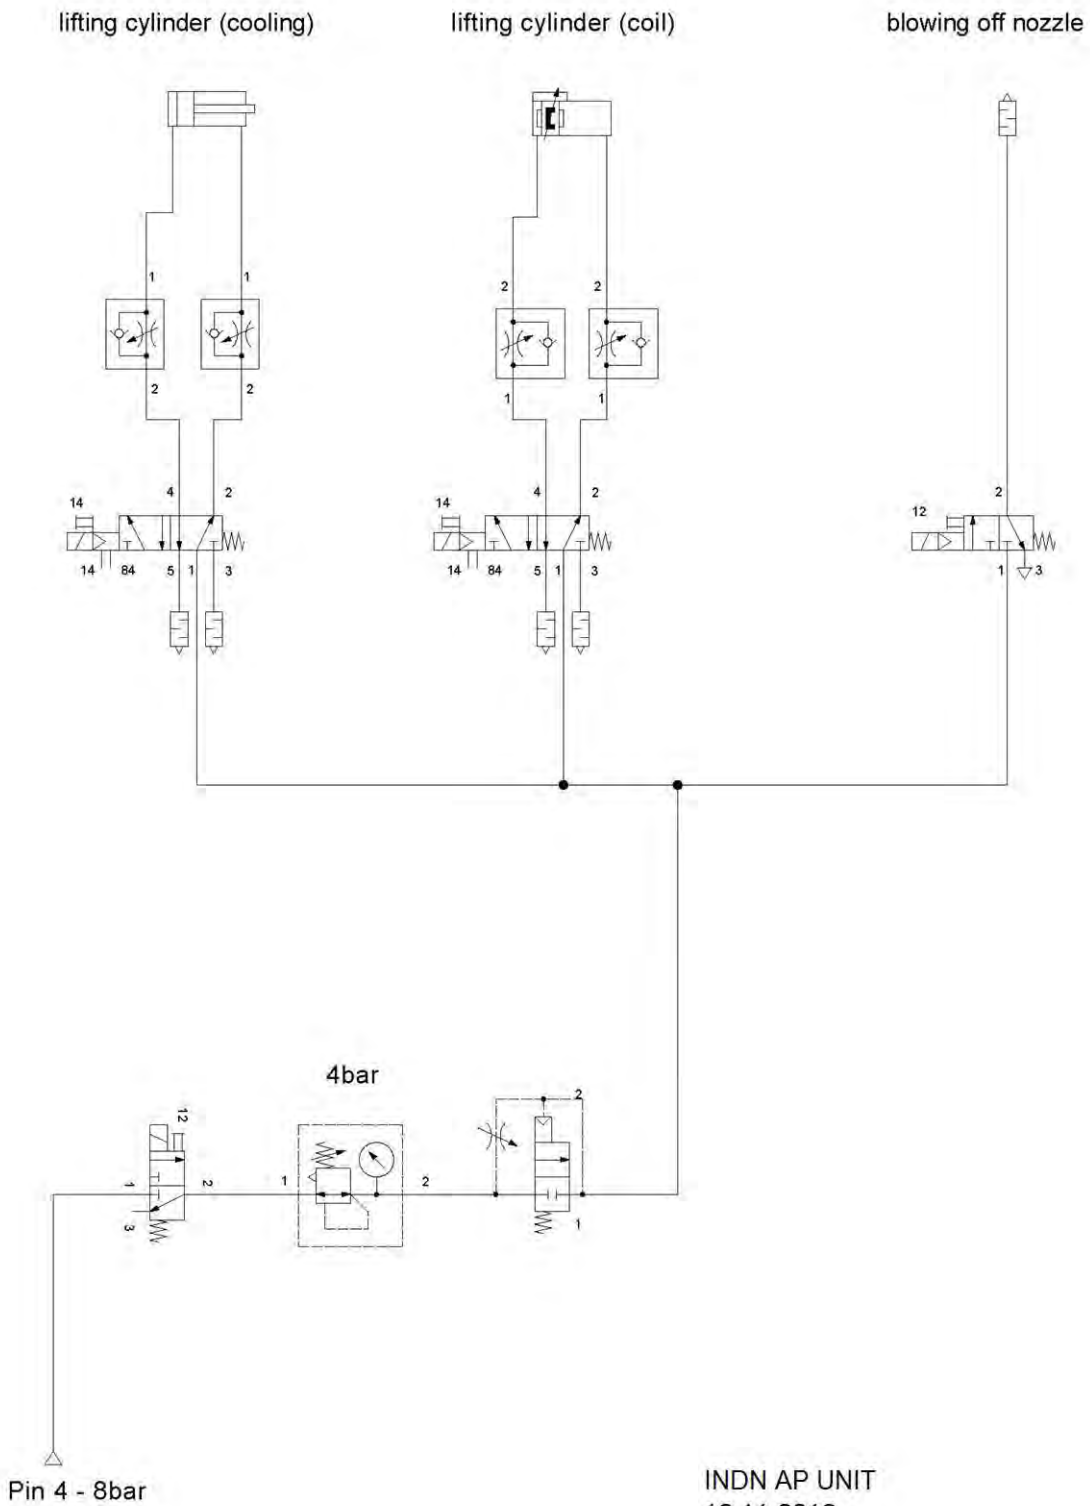 lifting cylinder (cooling) lifting cylinder (coil) blowing off nozzle
1 1 2 2
2 2 1 1
14 4 2 14 4 2 12 2
14 84 5 1 3 14 84 5 1 3 1 3
4bar
12 2
1 2 1 2
3 1
Pin 4 - 8bar
INDN AP UNIT